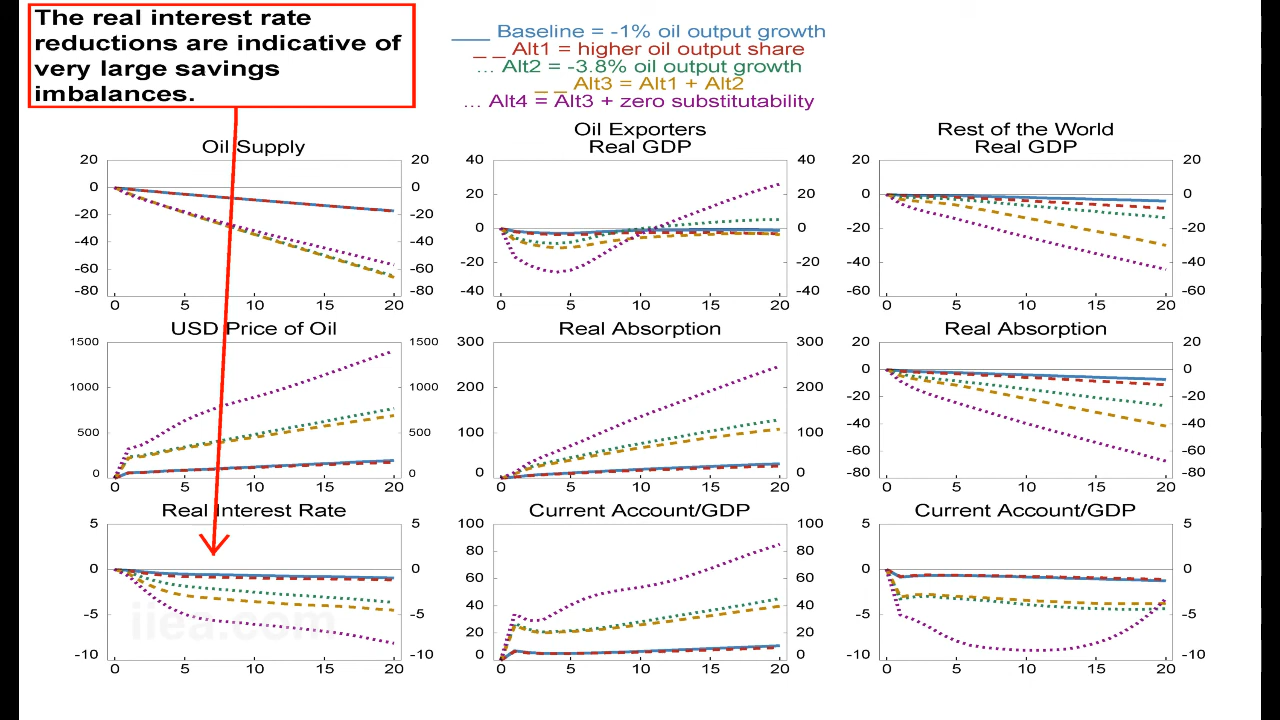 The real interest rate
reductions are indicative of
very large savings
imbalances.
___ Baseline = -1% oil output growth
_ _ Alt1 = higher oil output share
... Alt2 = -3.8% oil output growth
_ _ Alt3 = Alt1 + Alt2
... Alt4 = Alt3 + zero substitutability
Oil Supply
20 20
0 0
-20 -20
-40 -40
-60 -60
-80 -80
0 5 10 15 20
Oil Exporters
Real GDP
40 40
20 20
0 0
-20 -20
-40 -40
0 5 10 15 20
Rest of the World
Real GDP
20 20
0 0
-20 -20
-40 -40
-60 -60
0 5 10 15 20
USD Price of Oil
1500 1500
1000 1000
500 500
0 0
0 5 10 15 20
Real Absorption
300 300
200 200
100 100
0 0
0 5 10 15 20
Real Absorption
20 20
0 0
-20 -20
-40 -40
-60 -60
-80 -80
0 5 10 15 20
Real Interest Rate
5 5
0 0
-5 -5
-10 -10
0 5 10 15 20
iiea.com
Current Account/GDP
100 100
80 80
60 60
40 40
20 20
0 0
0 5 10 15 20
Current Account/GDP
5 5
0 0
-5 -5
-10 -10
0 5 10 15 20